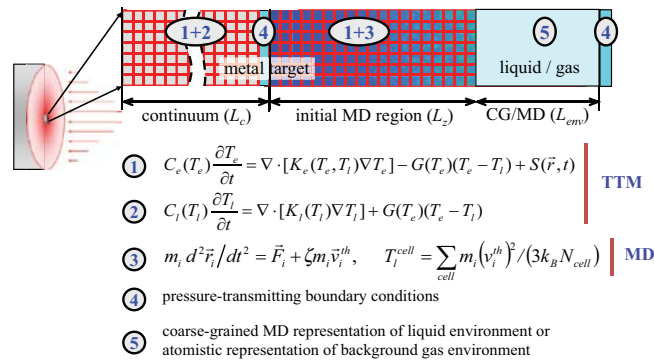 1+2 4 1+3 5 4
metal target liquid / gas
continuum (L_c) initial MD region (L_z) CG/MD (L_env)
1 C_e(T_e) ∂T_e/∂t = ∇·[K_e(T_e,T_l)∇T_e] − G(T_e)(T_e − T_l) + S(r⃗,t)
TTM
2 C_l(T_l) ∂T_l/∂t = ∇·[K_l(T_l)∇T_l] + G(T_e)(T_e − T_l)
3 m_i d²r⃗_i/dt² = F⃗_i + ζm_i v⃗_i^th, T_l^cell = ∑_cell m_i(v_i^th)²/(3k_B N_cell) MD
4 pressure-transmitting boundary conditions
5 coarse-grained MD representation of liquid environment or
atomistic representation of background gas environment